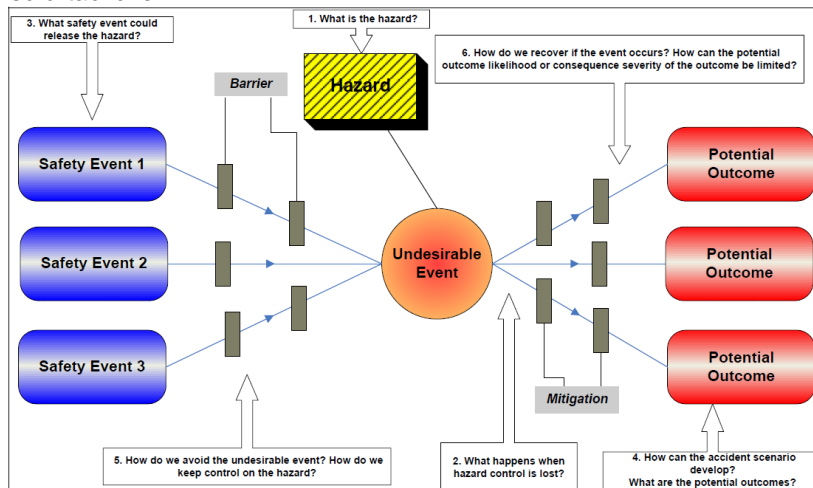 3. What safety event could
release the hazard?
1. What is the hazard?
6. How do we recover if the event occurs? How can the potential
outcome likelihood or consequence severity of the outcome be limited?
Barrier
Hazard
Safety Event 1
Potential
Outcome
Safety Event 2
Undesirable
Event
Potential
Outcome
Safety Event 3
Potential
Outcome
Mitigation
5. How do we avoid the undesirable event? How do we
keep control on the hazard?
2. What happens when
hazard control is lost?
4. How can the accident scenario
develop?
What are the potential outcomes?